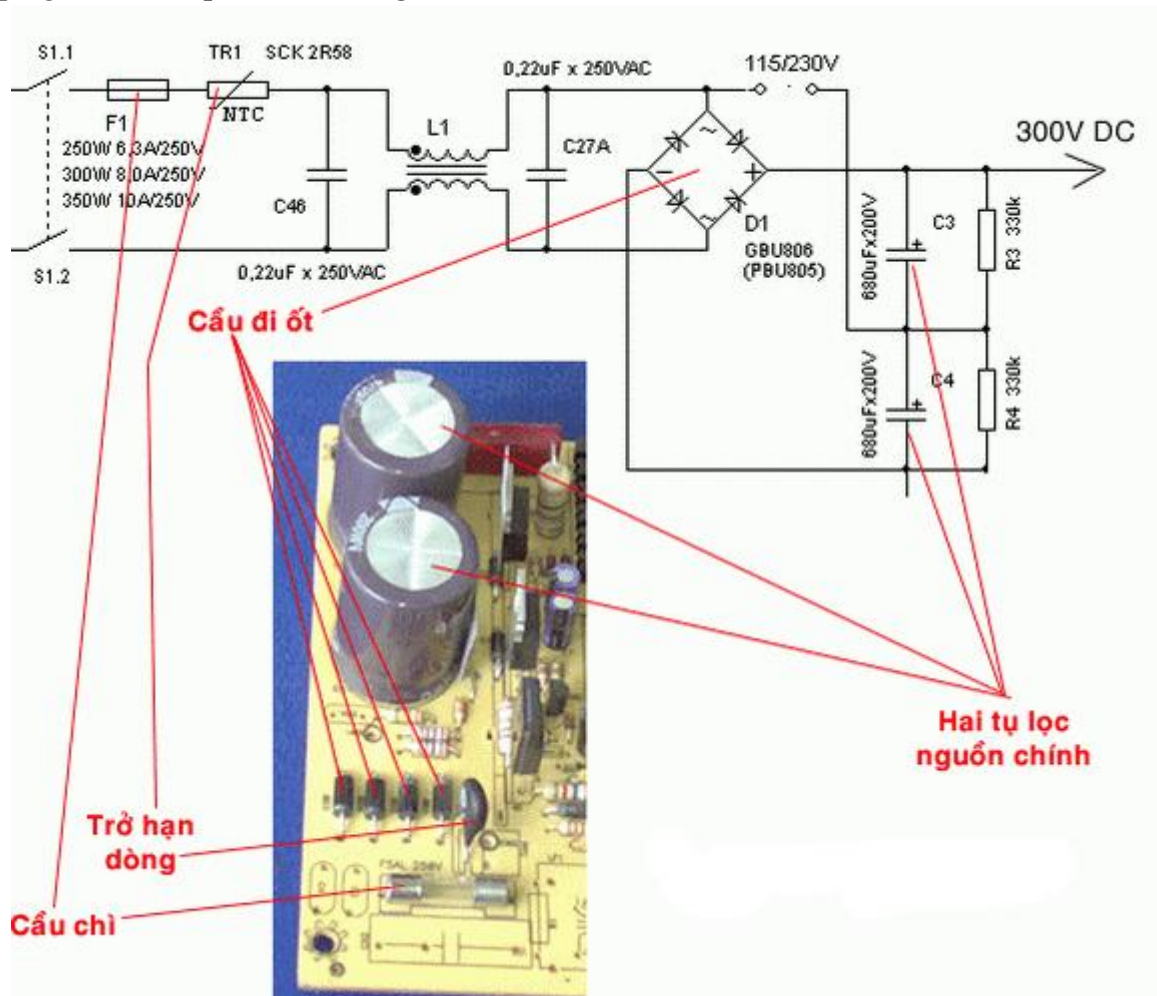 S1.1
TR1 SCK 2R58
0,22uF x 250VAC
115/230V
NTC
F1
L1
300V DC
250W 6,3A/250V
300W 8,0A/250V
350W 10A/250V
C27A
C46
D1
GBU806
(PBU805)
C3
680uFx200V
R3 330k
S1.2
0,22uF x 250VAC
C4
680uFx200V
R4 330k
Cầu đi ốt
Hai tụ lọc
nguồn chính
Trở hạn
dòng
Cầu chì